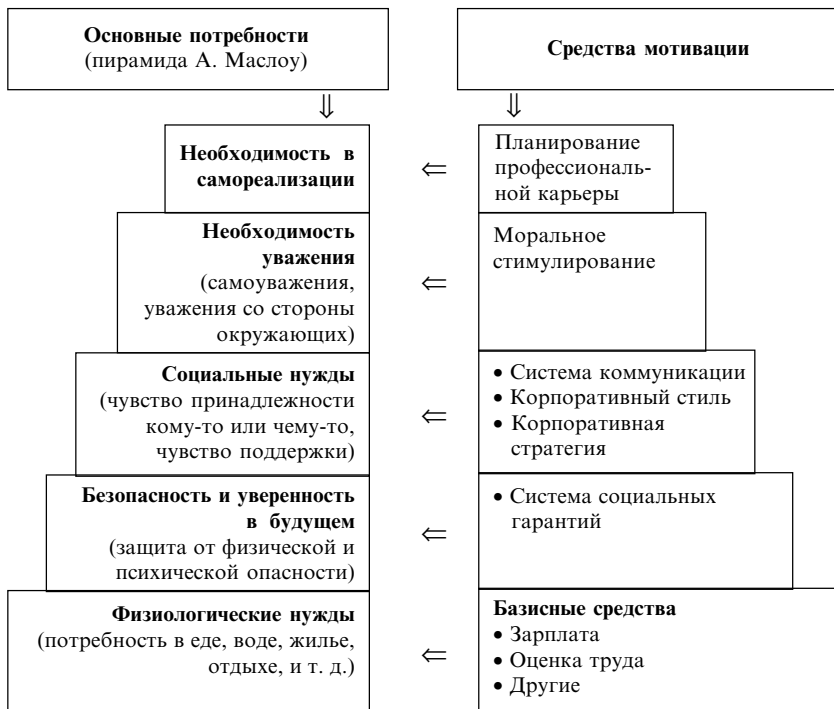 Основные потребности
(пирамида А. Маслоу)
Средства мотивации
⇓
⇓
Необходимость в
самореализации
⇐
Планирование
профессиональ-
ной карьеры
Необходимость
уважения
(самоуважения,
уважения со стороны
окружающих)
⇐
Моральное
стимулирование
Социальные нужды
(чувство принадлежности
кому-то или чему-то,
чувство поддержки)
⇐
• Система коммуникации
• Корпоративный стиль
• Корпоративная
стратегия
Безопасность и уверенность
в будущем
(защита от физической и
психической опасности)
⇐
• Система социальных
гарантий
Физиологические нужды
(потребность в еде, воде, жилье,
отдыхе, и т. д.)
⇐
Базисные средства
• Зарплата
• Оценка труда
• Другие